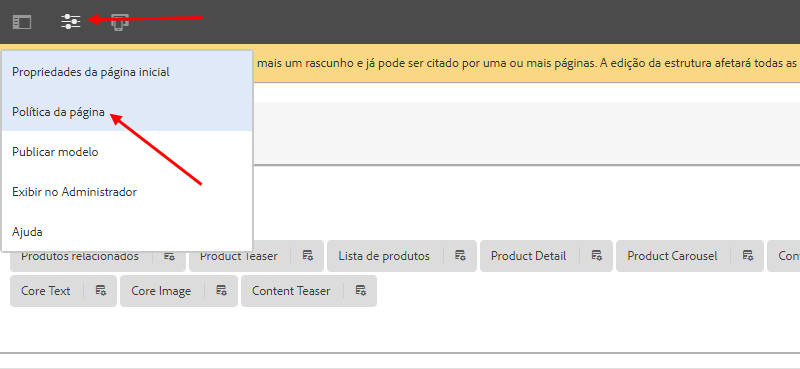 mais um rascunho e já pode ser citado por uma ou mais páginas. A edição da estrutura afetará todas as
Propriedades da página inicial
Política da página
Publicar modelo
Exibir no Administrador
Ajuda
Produtos relacionados Product Teaser Lista de produtos Product Detail Product Carousel Con
Core Text Core Image Content Teaser